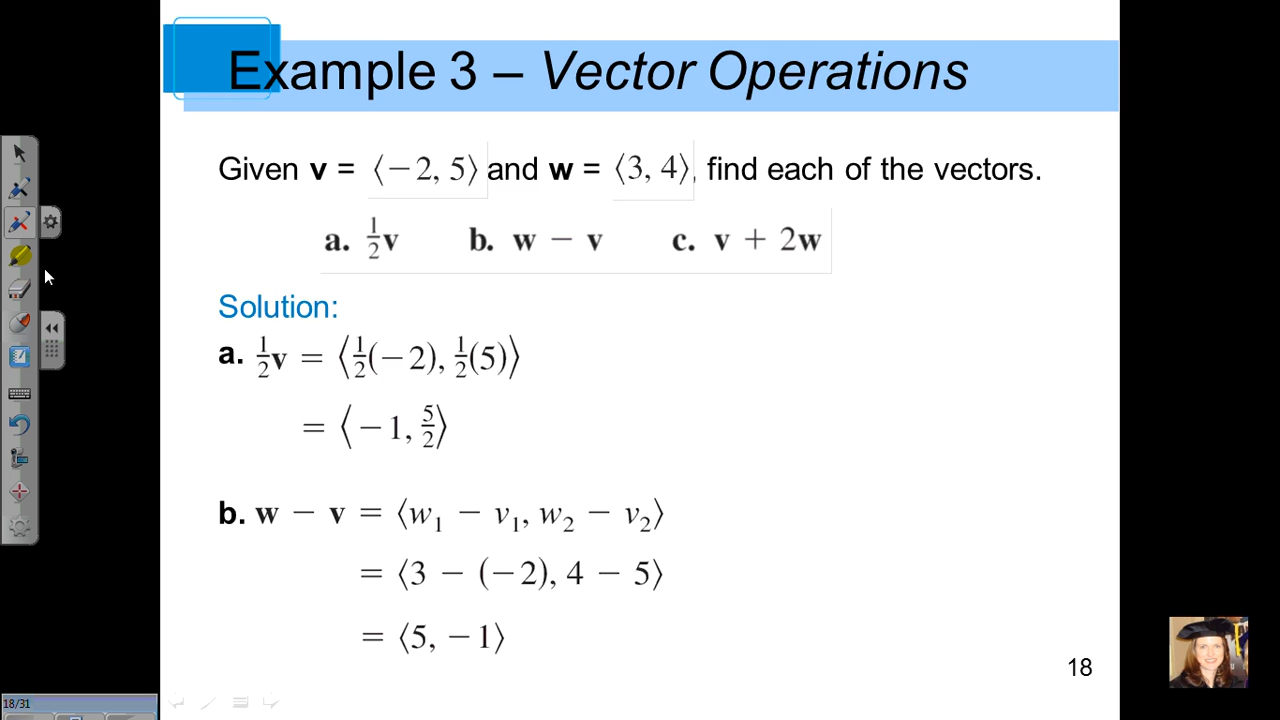 Example 3 – Vector Operations
Given v = ⟨−2, 5⟩ and w = ⟨3, 4⟩, find each of the vectors.
a. ½v b. w − v c. v + 2w
Solution:
a. ½v = ⟨½(−2), ½(5)⟩
= ⟨−1, 5/2⟩
b. w − v = ⟨w₁ − v₁, w₂ − v₂⟩
= ⟨3 − (−2), 4 − 5⟩
= ⟨5, −1⟩
18
18/31